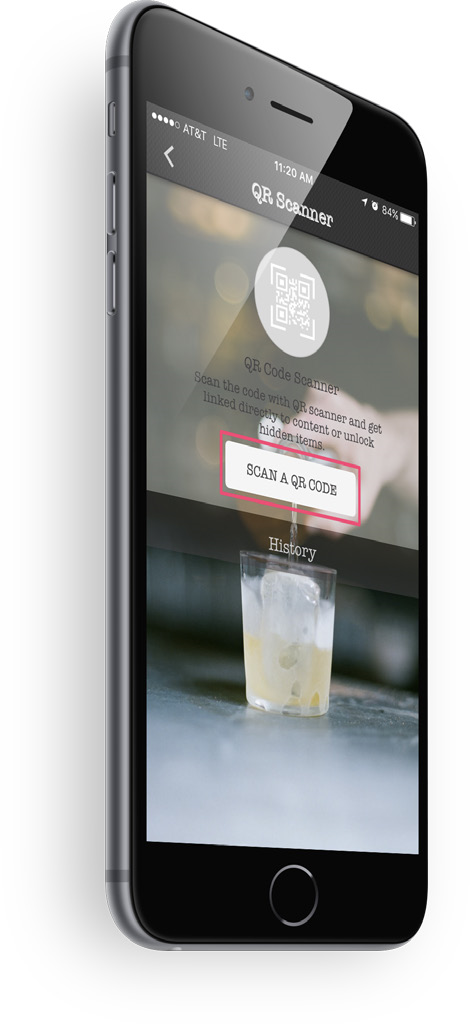 AT&T LTE 11:20 AM 84%
QR Scanner
QR Code Scanner
Scan the code with QR scanner and get
linked directly to content or unlock
hidden items.
SCAN A QR CODE
History